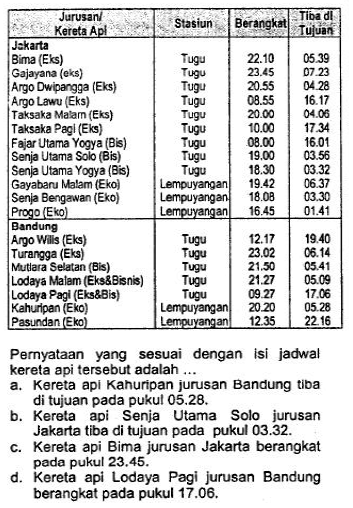 Jurusan/ Kereta Api Stasiun Berangkat Tiba di Tujuan
Jakarta
Bima (Eks) Tugu 22.10 05.39
Gajayana (eks) Tugu 23.45 07.23
Argo Dwipangga (Eks) Tugu 20.55 04.28
Argo Lawu (Eks) Tugu 08.55 16.17
Taksaka Malam (Eks) Tugu 20.00 04.06
Taksaka Pagi (Eks) Tugu 10.00 17.34
Fajar Utama Yogya (Bis) Tugu 08.00 16.01
Senja Utama Solo (Bis) Tugu 19.00 03.56
Senja Utama Yogya (Bis) Tugu 18.30 03.32
Gayabaru Malam (Eko) Lempuyangan 19.42 06.37
Senja Bengawan (Eko) Lempuyangan 18.08 03.30
Progo (Eko) Lempuyangan 16.45 01.41
Bandung
Argo Wilis (Eks) Tugu 12.17 19.40
Turangga (Eks) Tugu 23.02 06.14
Mutiara Selatan (Bis) Tugu 21.50 05.41
Lodaya Malam (Eks&Bisnis) Tugu 21.27 05.09
Lodaya Pagi (Eks&Bis) Tugu 09.27 17.06
Kahuripan (Eko) Lempuyangan 20.20 05.28
Pasundan (Eko) Lempuyangan 12.35 22.16
Pernyataan yang sesuai dengan isi jadwal
kereta api tersebut adalah ...
a. Kereta api Kahuripan jurusan Bandung tiba
di tujuan pada pukul 05.28.
b. Kereta api Senja Utama Solo jurusan
Jakarta tiba di tujuan pada pukul 03.32.
c. Kereta api Bima jurusan Jakarta berangkat
pada pukul 23.45.
d. Kereta api Lodaya Pagi jurusan Bandung
berangkat pada pukul 17.06.